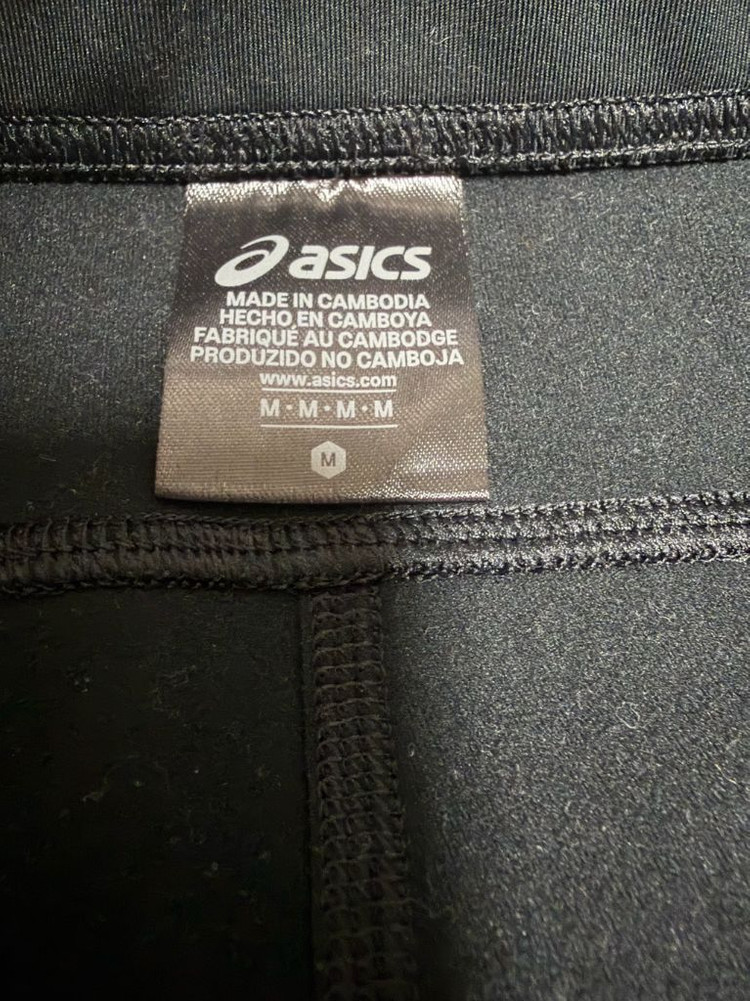 asics
MADE IN CAMBODIA
HECHO EN CAMBOYA
FABRIQUÉ AU CAMBODGE
PRODUZIDO NO CAMBOJA
www.asics.com
M·M·M·M
M